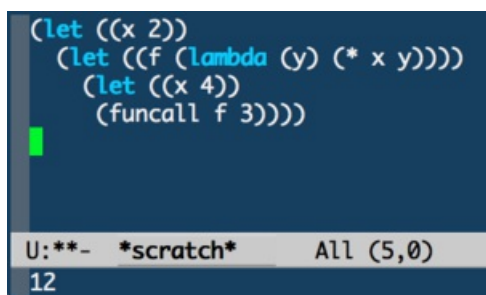 (let ((x 2))
(let ((f (lambda (y) (* x y))))
(let ((x 4))
(funcall f 3))))
U:**-  *scratch*      All (5,0)
12